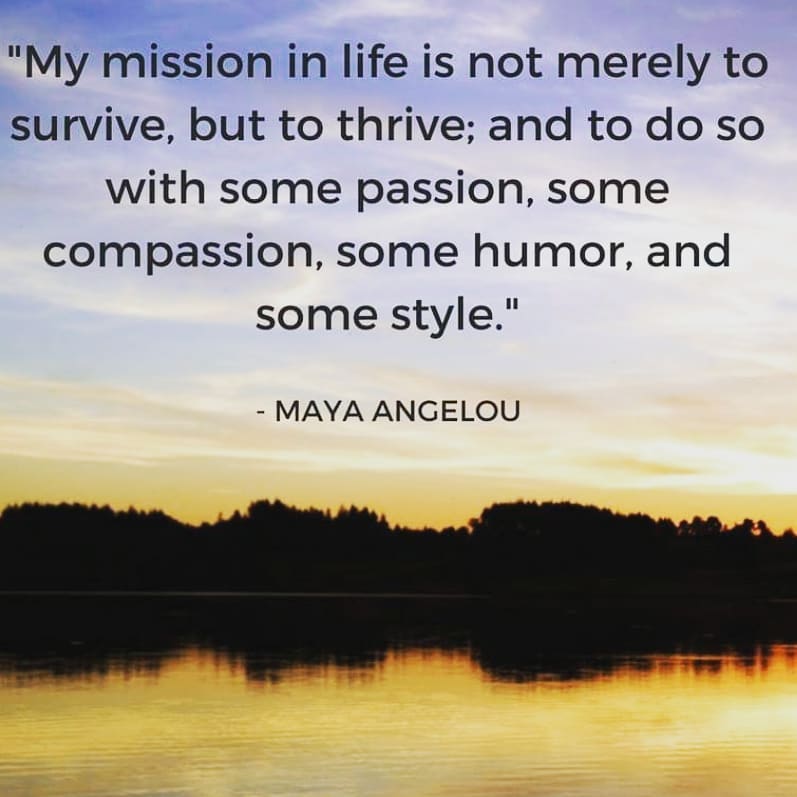 "My mission in life is not merely to
survive, but to thrive; and to do so
with some passion, some
compassion, some humor, and
some style."
- MAYA ANGELOU